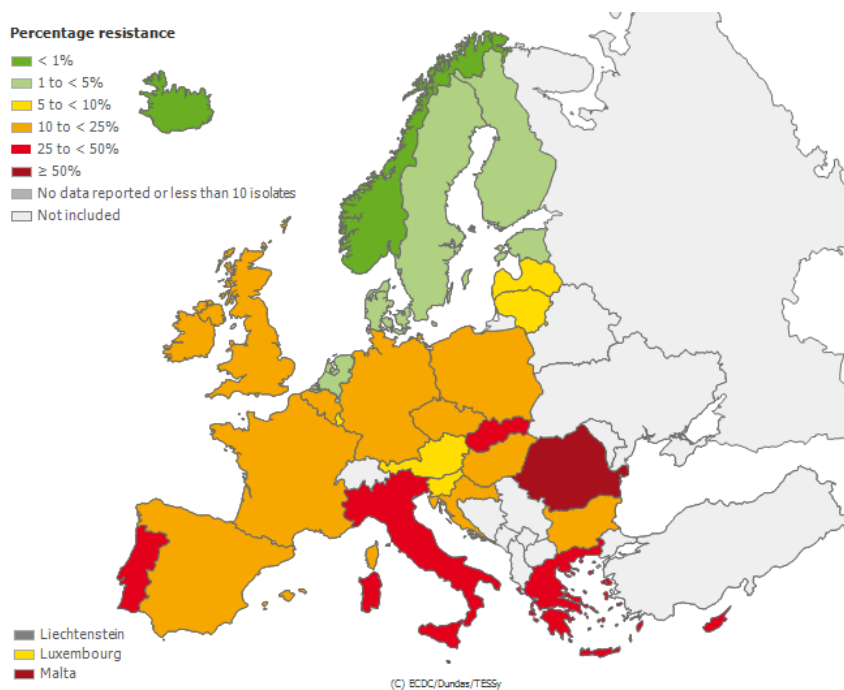 Percentage resistance
< 1%
1 to < 5%
5 to < 10%
10 to < 25%
25 to < 50%
≥ 50%
No data reported or less than 10 isolates
Not included
Liechtenstein
Luxembourg
Malta
(C) ECDC/Dundas/TESSy